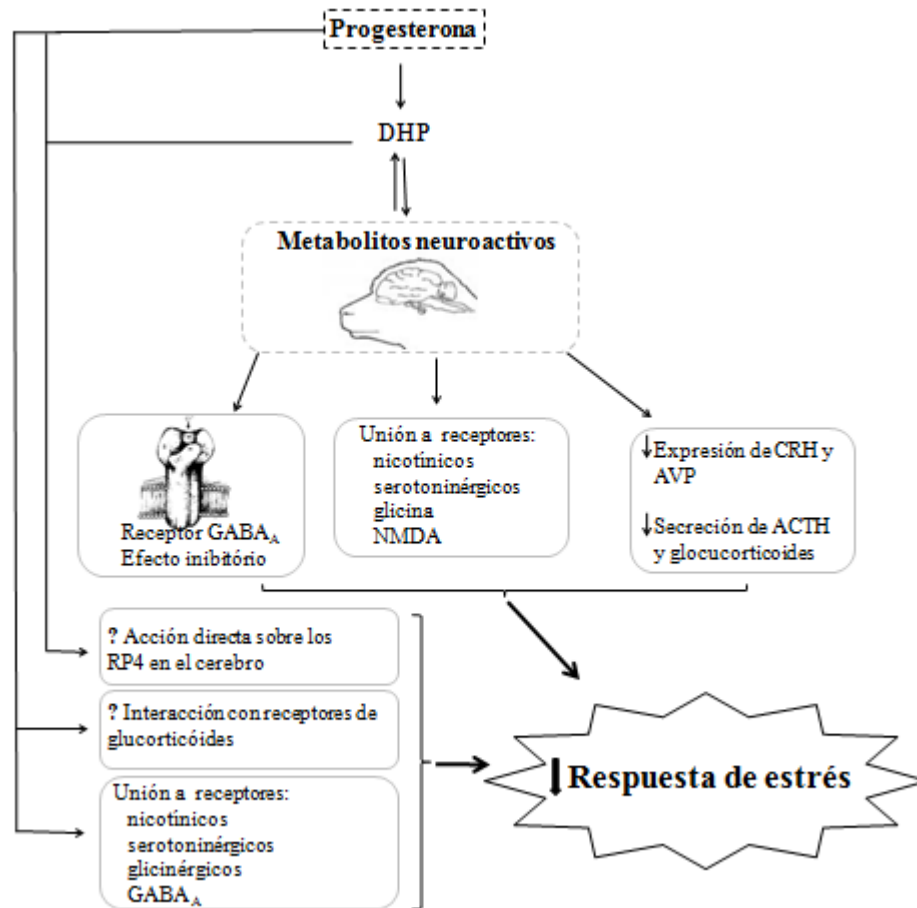 Progesterona
DHP
Metabolitos neuroactivos
Receptor GABAA
Efecto inibitório
Unión a receptores:
nicotínicos
serotoninérgicos
glicina
NMDA
↓Expresión de CRH y
AVP
↓Secreción de ACTH
y glocucorticoides
? Acción directa sobre los
RP4 en el cerebro
? Interacción con receptores de
glucorticóides
Unión a receptores:
nicotínicos
serotoninérgicos
glicinérgicos
GABAA
↓Respuesta de estrés